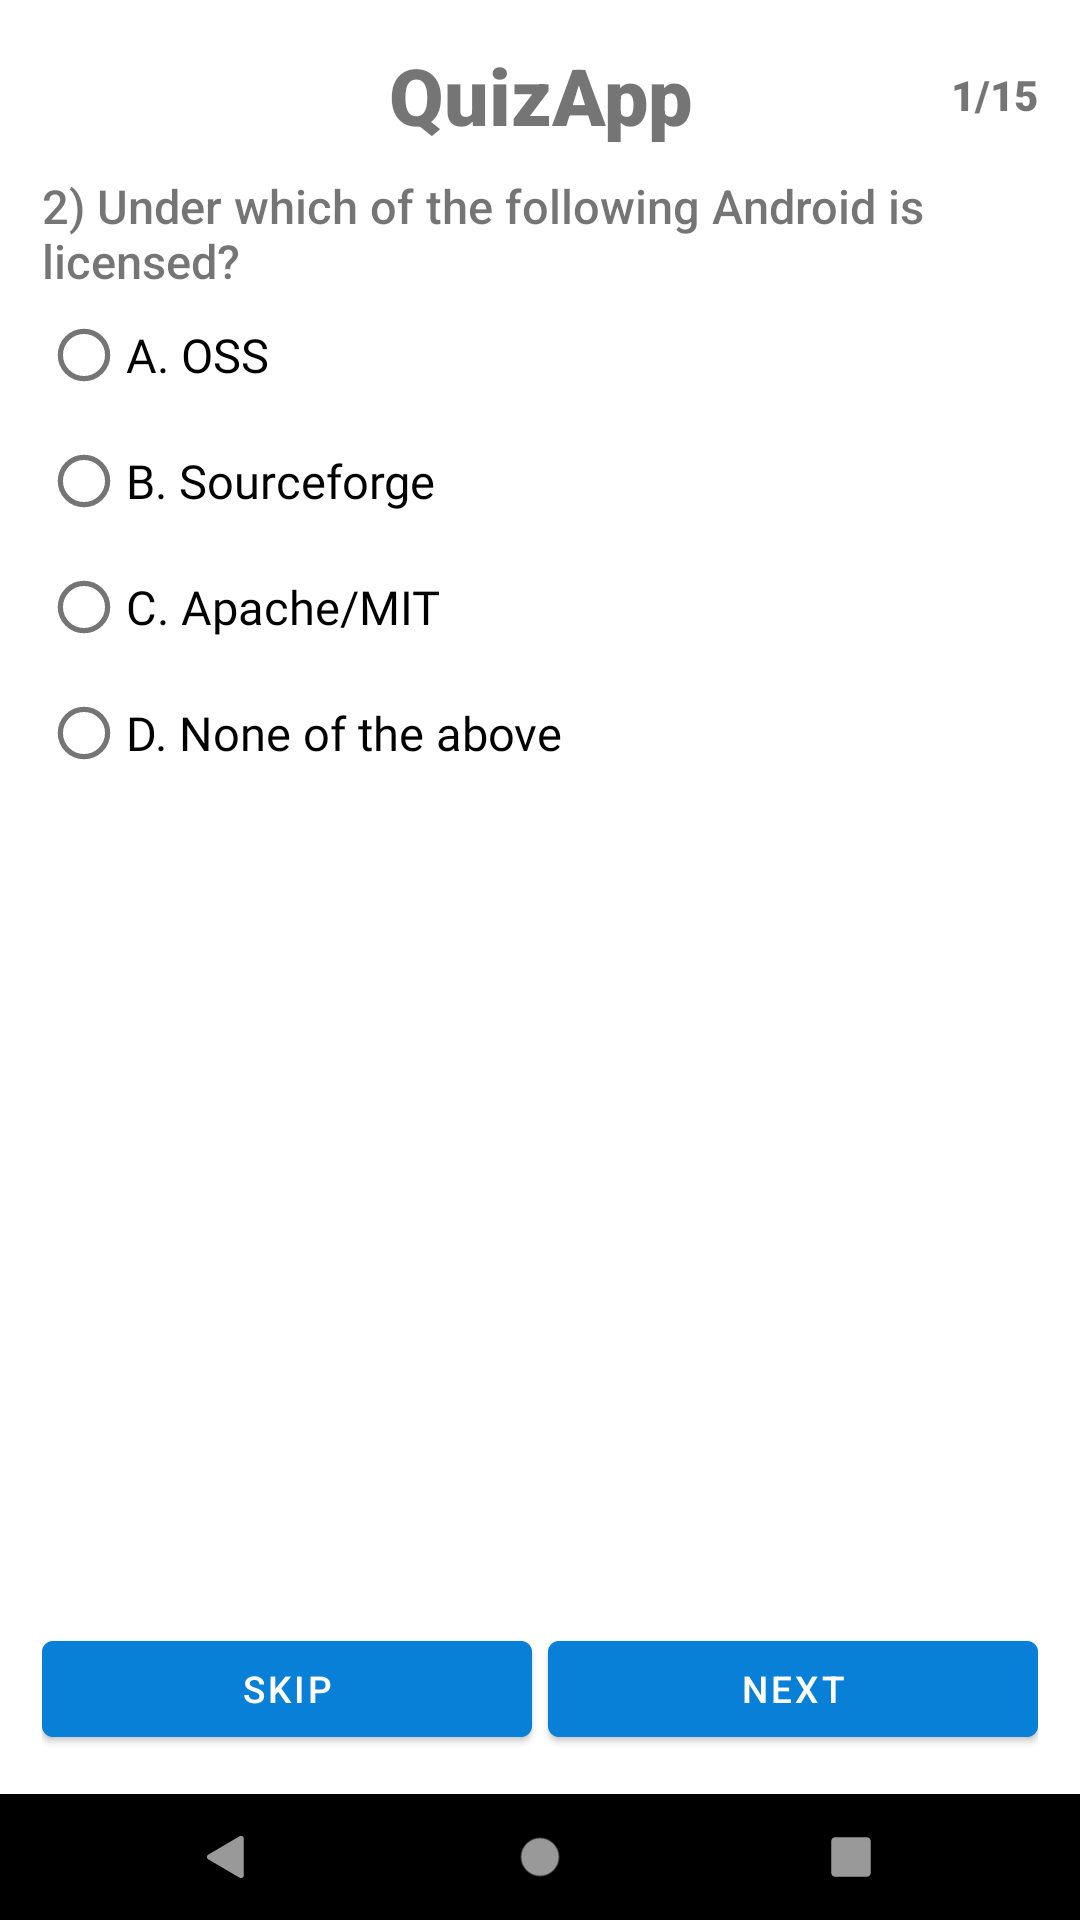 QuizApp
1/15
2) Under which of the following Android is
licensed?
A. OSS
B. Sourceforge
C. Apache/MIT
D. None of the above
SKIP
NEXT